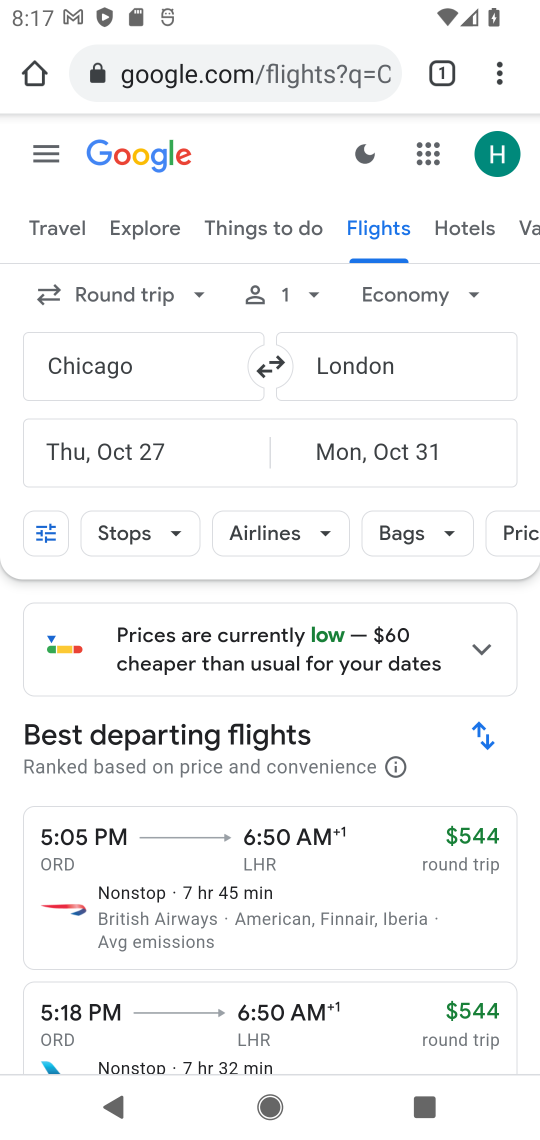 8:17
google.com/flights?q=C
1
Google
H
Travel Explore Things to do Flights Hotels Va
Round trip 1 Economy
Chicago London
Thu, Oct 27 Mon, Oct 31
Stops Airlines Bags Pric
Prices are currently low — $60
cheaper than usual for your dates
Best departing flights
Ranked based on price and convenience
5:05 PM 6:50 AM+1 $544
ORD LHR round trip
Nonstop · 7 hr 45 min
British Airways · American, Finnair, Iberia ·
Avg emissions
5:18 PM 6:50 AM+1 $544
ORD LHR round trip
Nonstop · 7 hr 32 min